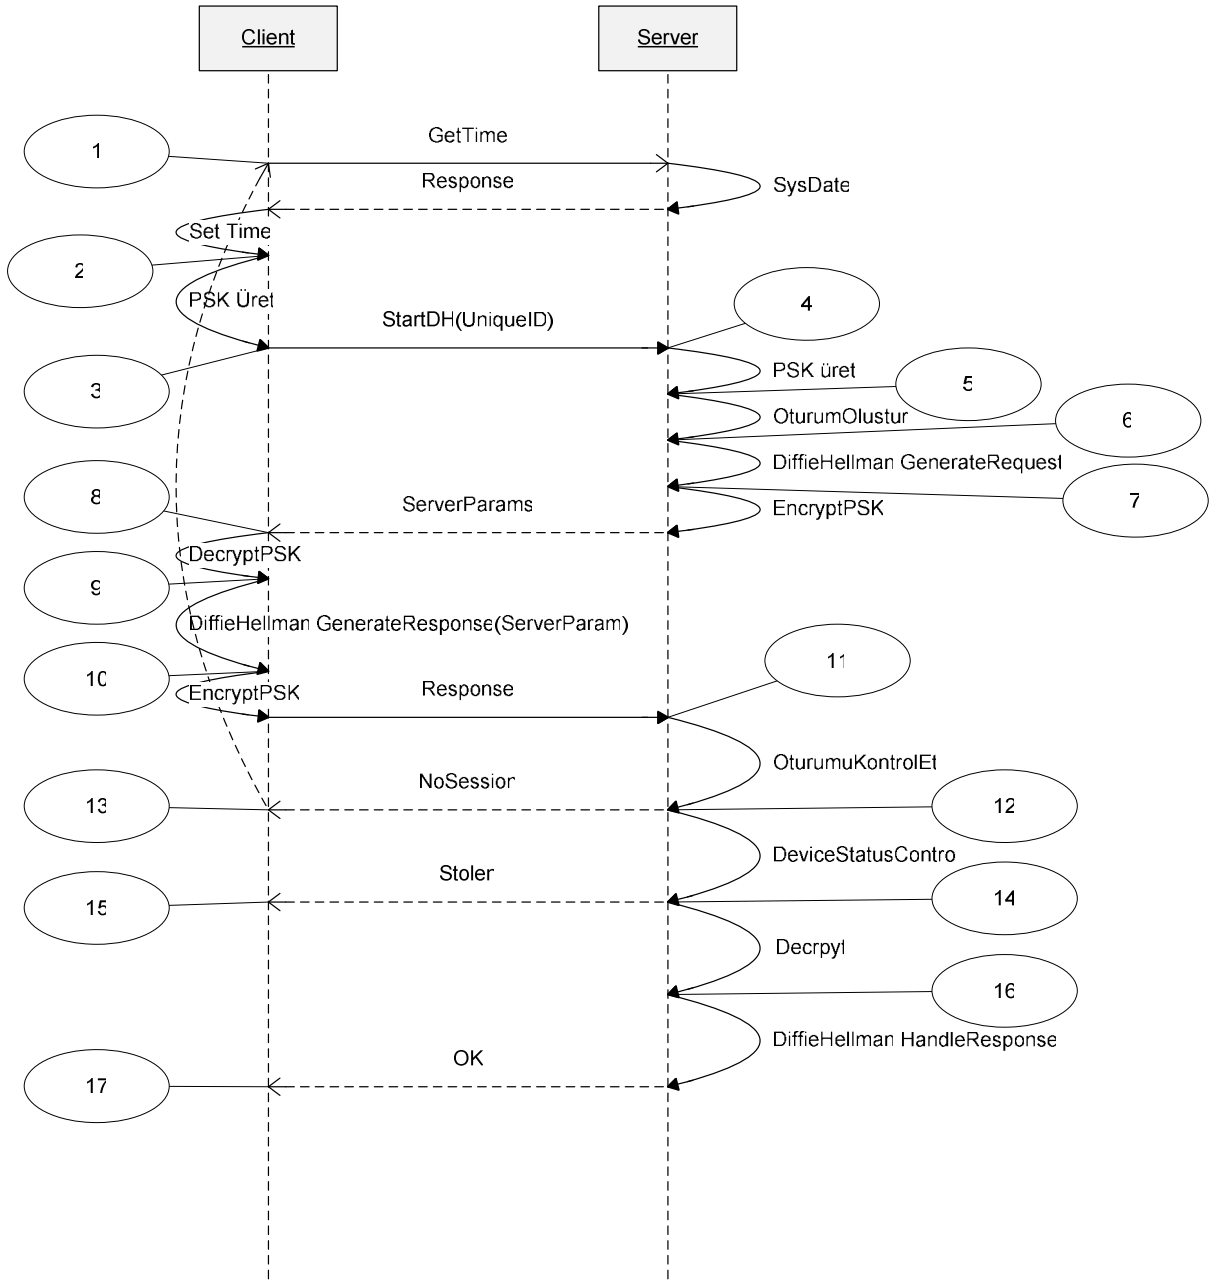 Client
Server
1
GetTime
Response
SysDate
Set Time
2
PSK Üret
4
StartDH(UniqueID)
3
PSK üret
5
OturumOlustur
6
DiffieHellman GenerateRequest
8
7
ServerParams
EncryptPSK
DecryptPSK
9
DiffieHellman GenerateResponse(ServerParam)
11
10
EncryptPSK
Response
OturumuKontrolEt
NoSession
13
12
DeviceStatusContro
Stolen
15
14
Decrpyt
16
DiffieHellman HandleResponse
OK
17